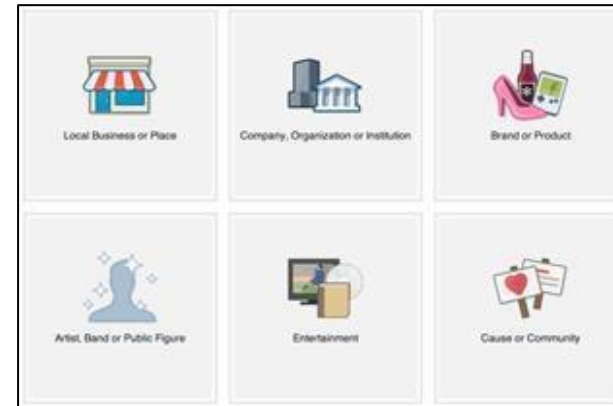 Local Business or Place
Company, Organization or Institution
Brand or Product
Artist, Band or Public Figure
Entertainment
Cause or Community